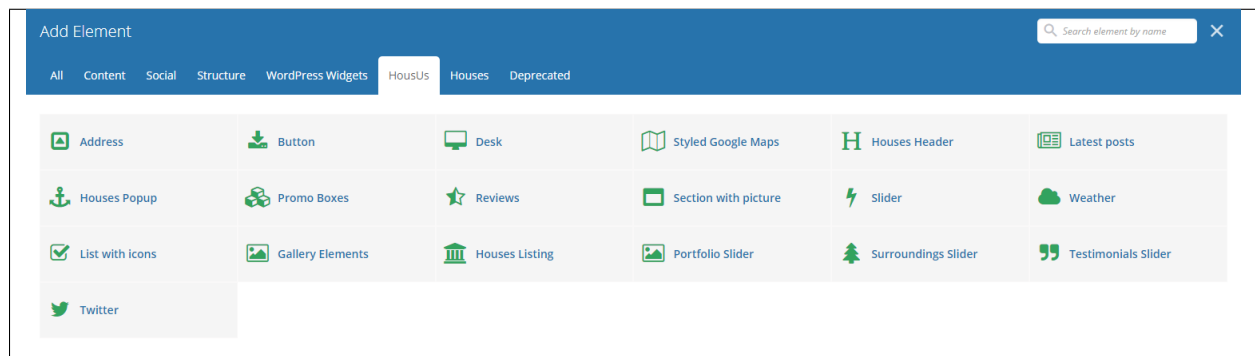 Add Element
Search element by name
All Content Social Structure WordPress Widgets HousUs Houses Deprecated
Address Button Desk Styled Google Maps Houses Header Latest posts
Houses Popup Promo Boxes Reviews Section with picture Slider Weather
List with icons Gallery Elements Houses Listing Portfolio Slider Surroundings Slider Testimonials Slider
Twitter